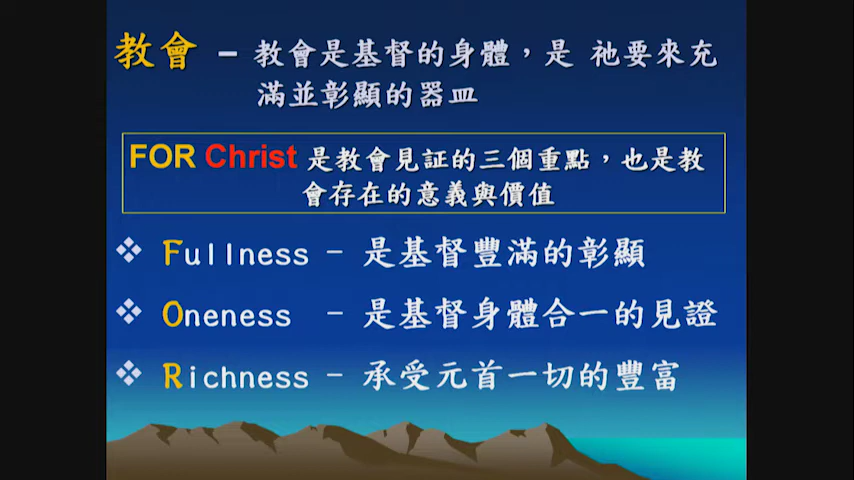 教會 – 教會是基督的身體，是 祂要來充
滿並彰顯的器皿
FOR Christ 是教會見証的三個重點，也是教
會存在的意義與價值
❖ Fullness – 是基督豐滿的彰顯
❖ Oneness – 是基督身體合一的見證
❖ Richness – 承受元首一切的豐富